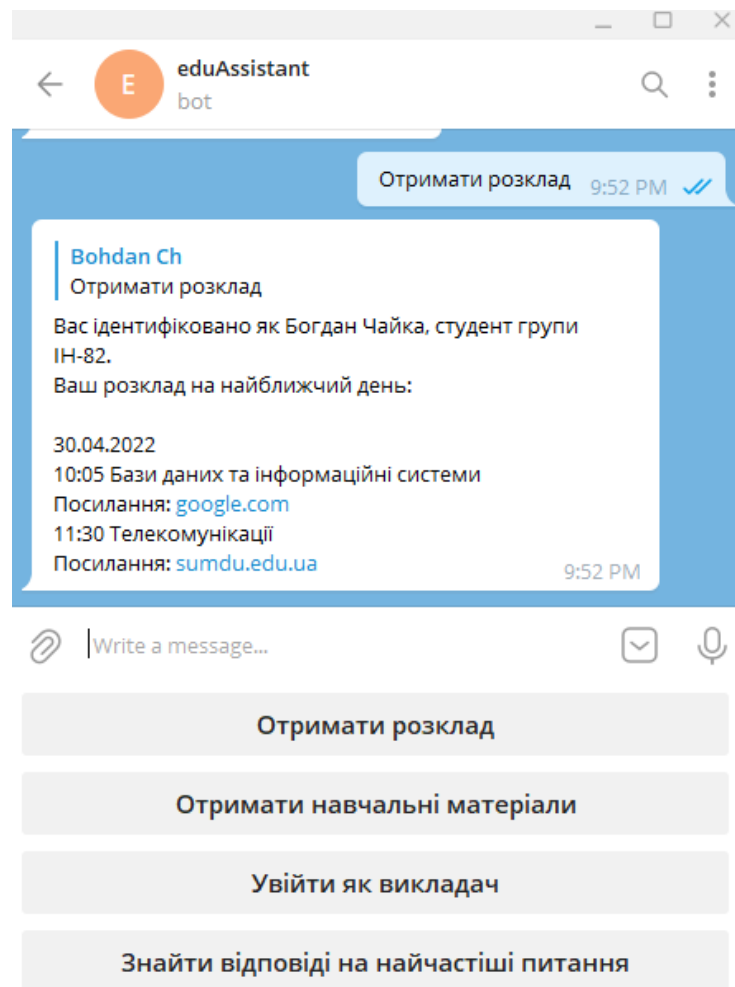 eduAssistant
bot
Отримати розклад 9:52 PM
Bohdan Ch
Отримати розклад
Вас ідентифіковано як Богдан Чайка, студент групи
ІН-82.
Ваш розклад на найближчий день:
30.04.2022
10:05 Бази даних та інформаційні системи
Посилання: google.com
11:30 Телекомунікації
Посилання: sumdu.edu.ua
9:52 PM
Write a message...
Отримати розклад
Отримати навчальні матеріали
Увійти як викладач
Знайти відповіді на найчастіші питання